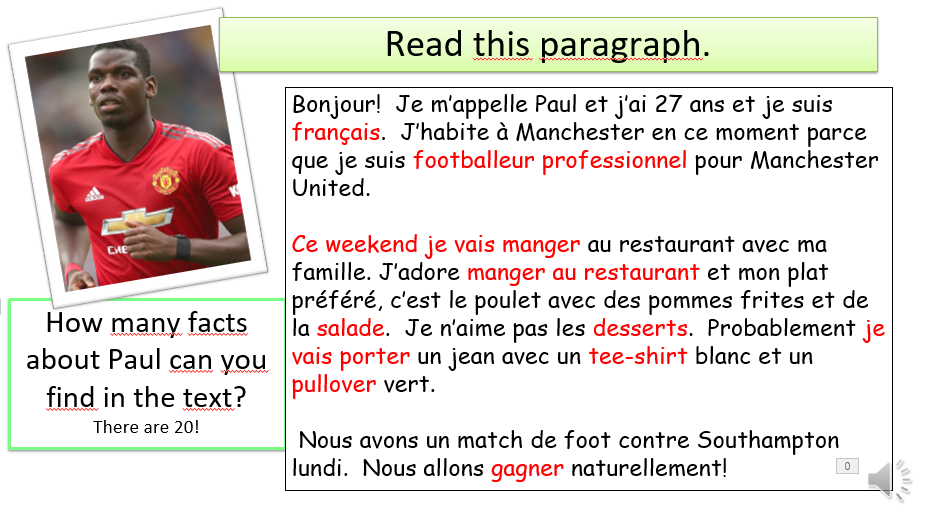 Read this paragraph.
Bonjour!  Je m’appelle Paul et j’ai 27 ans et je suis
français.  J’habite à Manchester en ce moment parce
que je suis footballeur professionnel pour Manchester
United.
Ce weekend je vais manger au restaurant avec ma
famille. J’adore manger au restaurant et mon plat
préféré, c’est le poulet avec des pommes frites et de
la salade.  Je n’aime pas les desserts.  Probablement je
vais porter un jean avec un tee-shirt blanc et un
pullover vert.
Nous avons un match de foot contre Southampton
lundi.  Nous allons gagner naturellement!
How many facts
about Paul can you
find in the text?
There are 20!
0
adidas